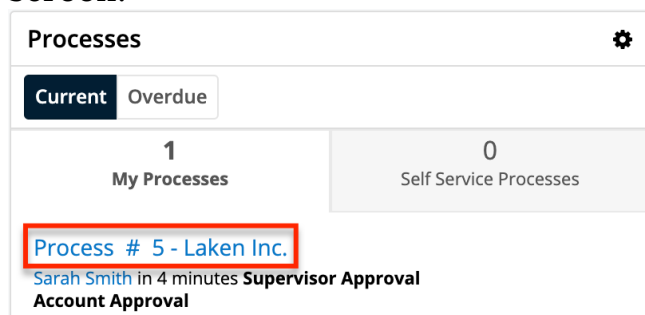 Processes
Current Overdue
1
My Processes
0
Self Service Processes
Process # 5 - Laken Inc.
Sarah Smith in 4 minutes Supervisor Approval
Account Approval